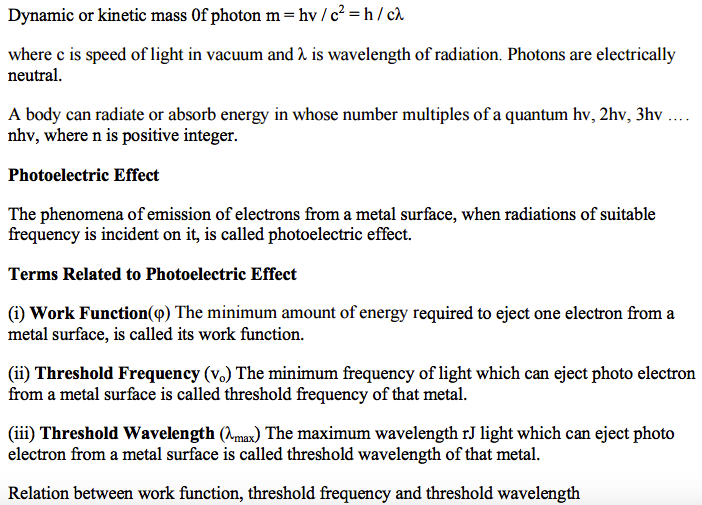 Dynamic or kinetic mass 0f photon m = hv / c² = h / cλ
where c is speed of light in vacuum and λ is wavelength of radiation. Photons are electrically
neutral.
A body can radiate or absorb energy in whose number multiples of a quantum hv, 2hv, 3hv ….
nhv, where n is positive integer.
Photoelectric Effect
The phenomena of emission of electrons from a metal surface, when radiations of suitable
frequency is incident on it, is called photoelectric effect.
Terms Related to Photoelectric Effect
(i) Work Function(φ) The minimum amount of energy required to eject one electron from a
metal surface, is called its work function.
(ii) Threshold Frequency (vₒ) The minimum frequency of light which can eject photo electron
from a metal surface is called threshold frequency of that metal.
(iii) Threshold Wavelength (λmax) The maximum wavelength rJ light which can eject photo
electron from a metal surface is called threshold wavelength of that metal.
Relation between work function, threshold frequency and threshold wavelength